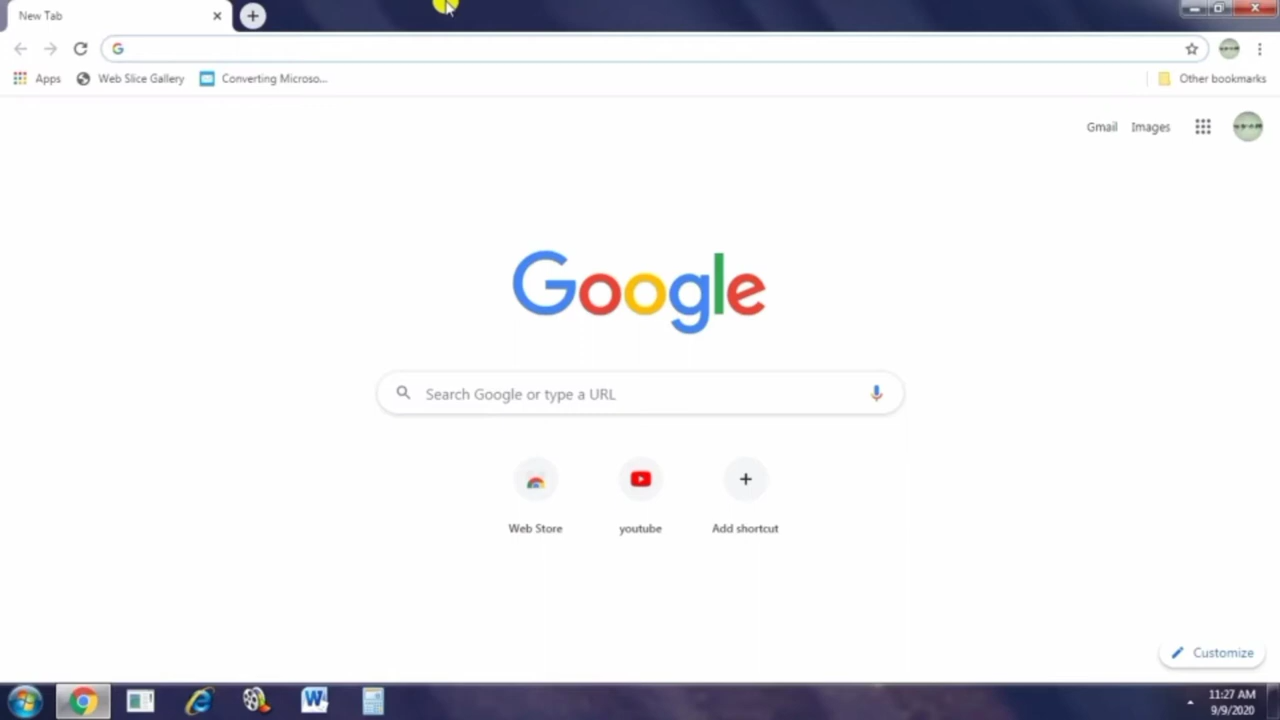 New Tab
Apps Web Slice Gallery Converting Microso... Other bookmarks
Gmail Images
Google
Search Google or type a URL
Web Store youtube Add shortcut
Customize
11:27 AM
9/9/2020